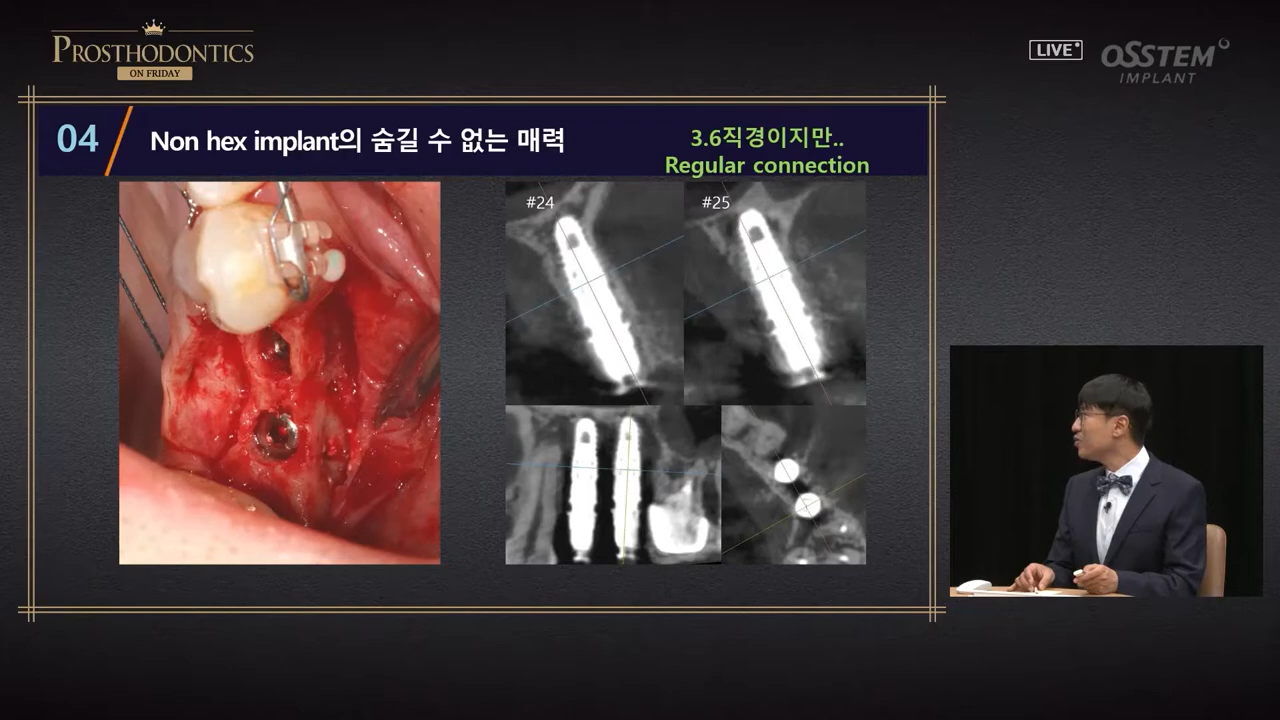 PROSTHODONTICS
ON FRIDAY
LIVE
OSSTEM
IMPLANT
04
Non hex implant의 숨길 수 없는 매력
3.6직경이지만..
Regular connection
#24
#25